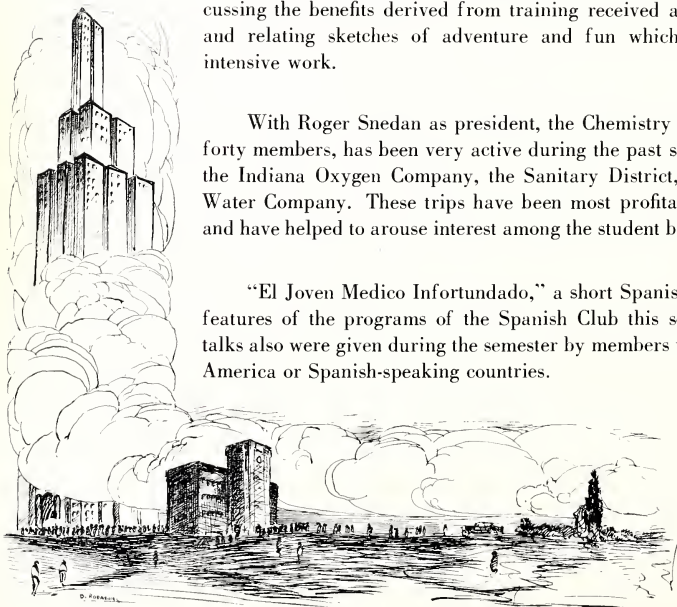 cussing the benefits derived from training received a
and relating sketches of adventure and fun which
intensive work.
With Roger Snedan as president, the Chemistry
forty members, has been very active during the past s
the Indiana Oxygen Company, the Sanitary District,
Water Company. These trips have been most profita
and have helped to arouse interest among the student b
“El Joven Medico Infortundado,” a short Spanis
features of the programs of the Spanish Club this s
talks also were given during the semester by members
America or Spanish-speaking countries.